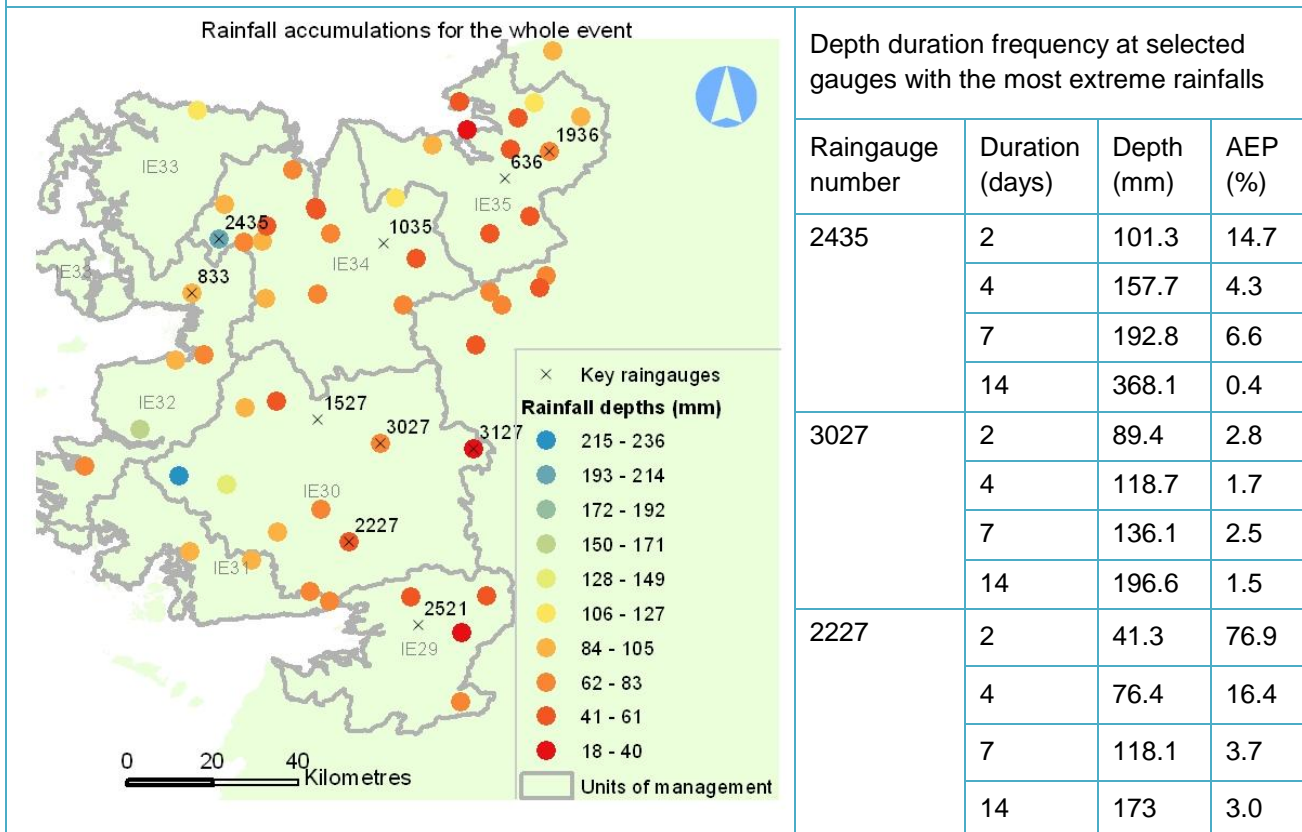 Rainfall accumulations for the whole event
1936
636
IE33
IE35
2435
1035
IE34
IE33
833
IE32
1527
3027
3127
IE30
2227
IE31
2521
IE29
Key raingauges
Rainfall depths (mm)
215 - 236
193 - 214
172 - 192
150 - 171
128 - 149
106 - 127
84 - 105
62 - 83
41 - 61
18 - 40
Units of management
0 20 40
Kilometres
Depth duration frequency at selected
gauges with the most extreme rainfalls
Raingauge number Duration (days) Depth (mm) AEP (%)
2435 2 101.3 14.7
4 157.7 4.3
7 192.8 6.6
14 368.1 0.4
3027 2 89.4 2.8
4 118.7 1.7
7 136.1 2.5
14 196.6 1.5
2227 2 41.3 76.9
4 76.4 16.4
7 118.1 3.7
14 173 3.0